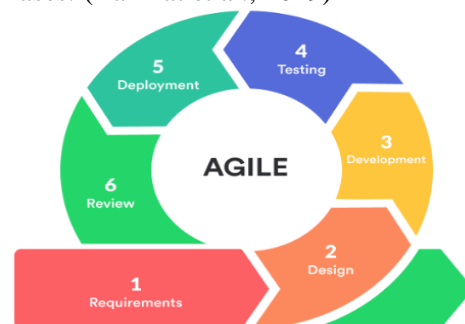 5
Deployment
4
Testing
3
Development
AGILE
6
Review
2
Design
1
Requirements